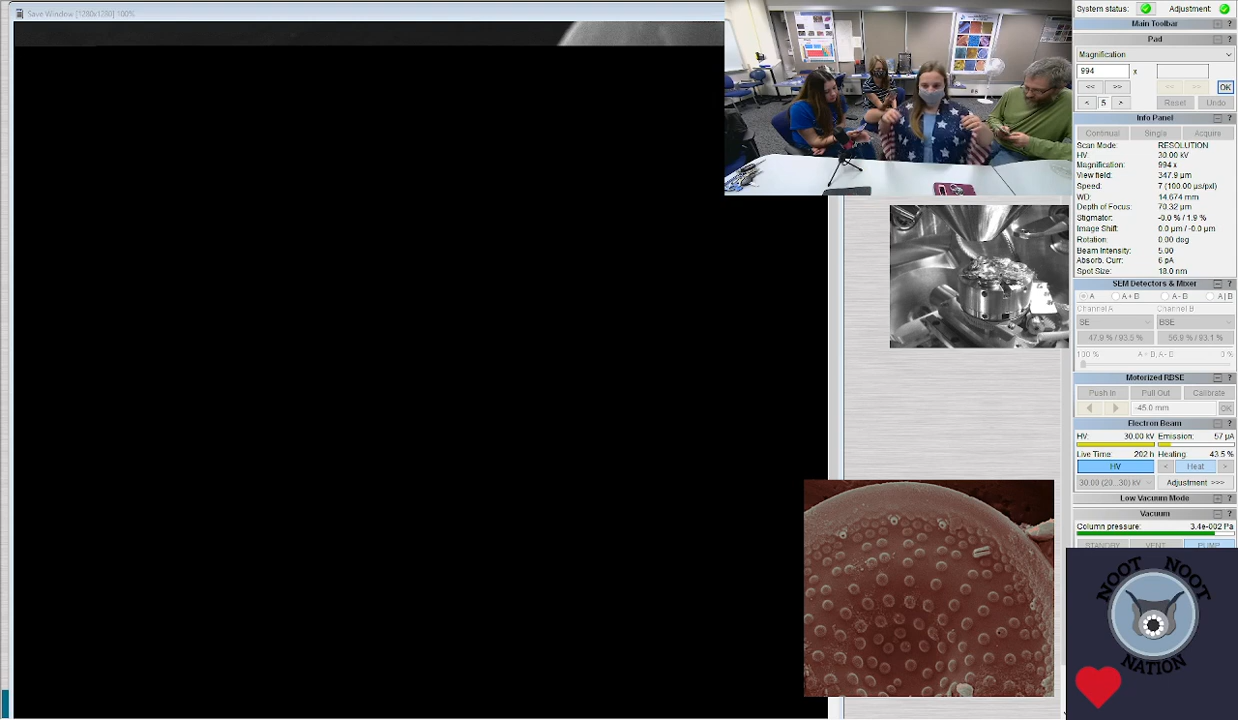 Save Window [1280x1280] 100%
System status: Adjustment:
Main Toolbar
Pad
Magnification
994 x
<< >> << >> OK
< 5 > Reset Undo
Info Panel
Continual Single Acquire
Scan Mode: RESOLUTION
HV: 30.00 kV
Magnification: 994 x
View field: 347.9 µm
Speed: 7 (100.00 µs/pxl)
WD: 14.674 mm
Depth of Focus: 70.32 µm
Stigmator: -0.0 % / 1.9 %
Image Shift: 0.0 µm / -0.0 µm
Rotation: 0.00 deg
Beam Intensity: 5.00
Absorb. Curr: 6 pA
Spot Size: 18.0 nm
SEM Detectors & Mixer
A A + B A - B A | B
Channel A Channel B
SE BSE
47.9 % / 93.5 % 56.9 % / 93.1 %
100 % A + B, A - B 0 %
Motorized RBSE
Push In Pull Out Calibrate
-45.0 mm OK
Electron Beam
HV: 30.00 kV Emission: 57 µA
Live Time: 202 h Heating: 43.5 %
HV < Heat >
30.00 (20...30) kV Adjustment >>>
Low Vacuum Mode
Vacuum
Column pressure: 3.4e-002 Pa
STANDBY VENT PUMP
NOOT NOOT
NATION